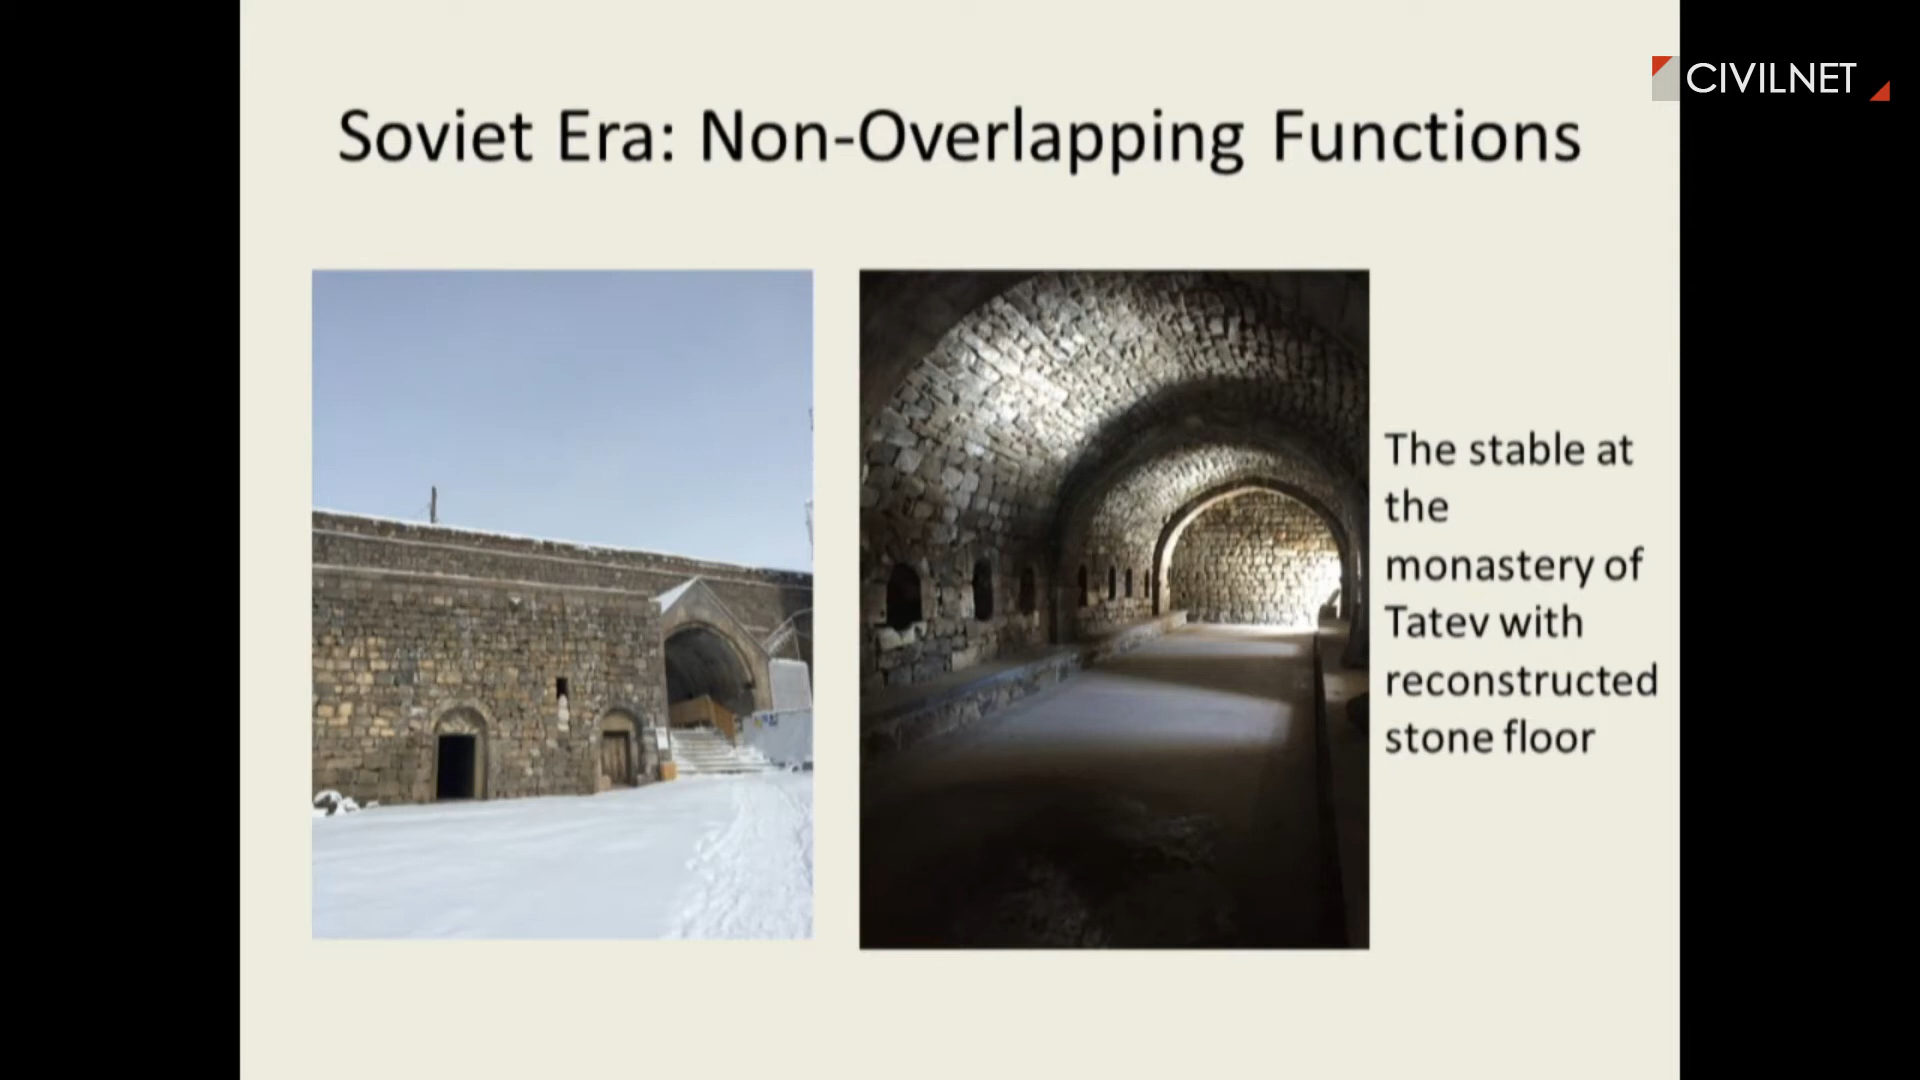 CIVILNET
Soviet Era: Non-Overlapping Functions
The stable at
the
monastery of
Tatev with
reconstructed
stone floor